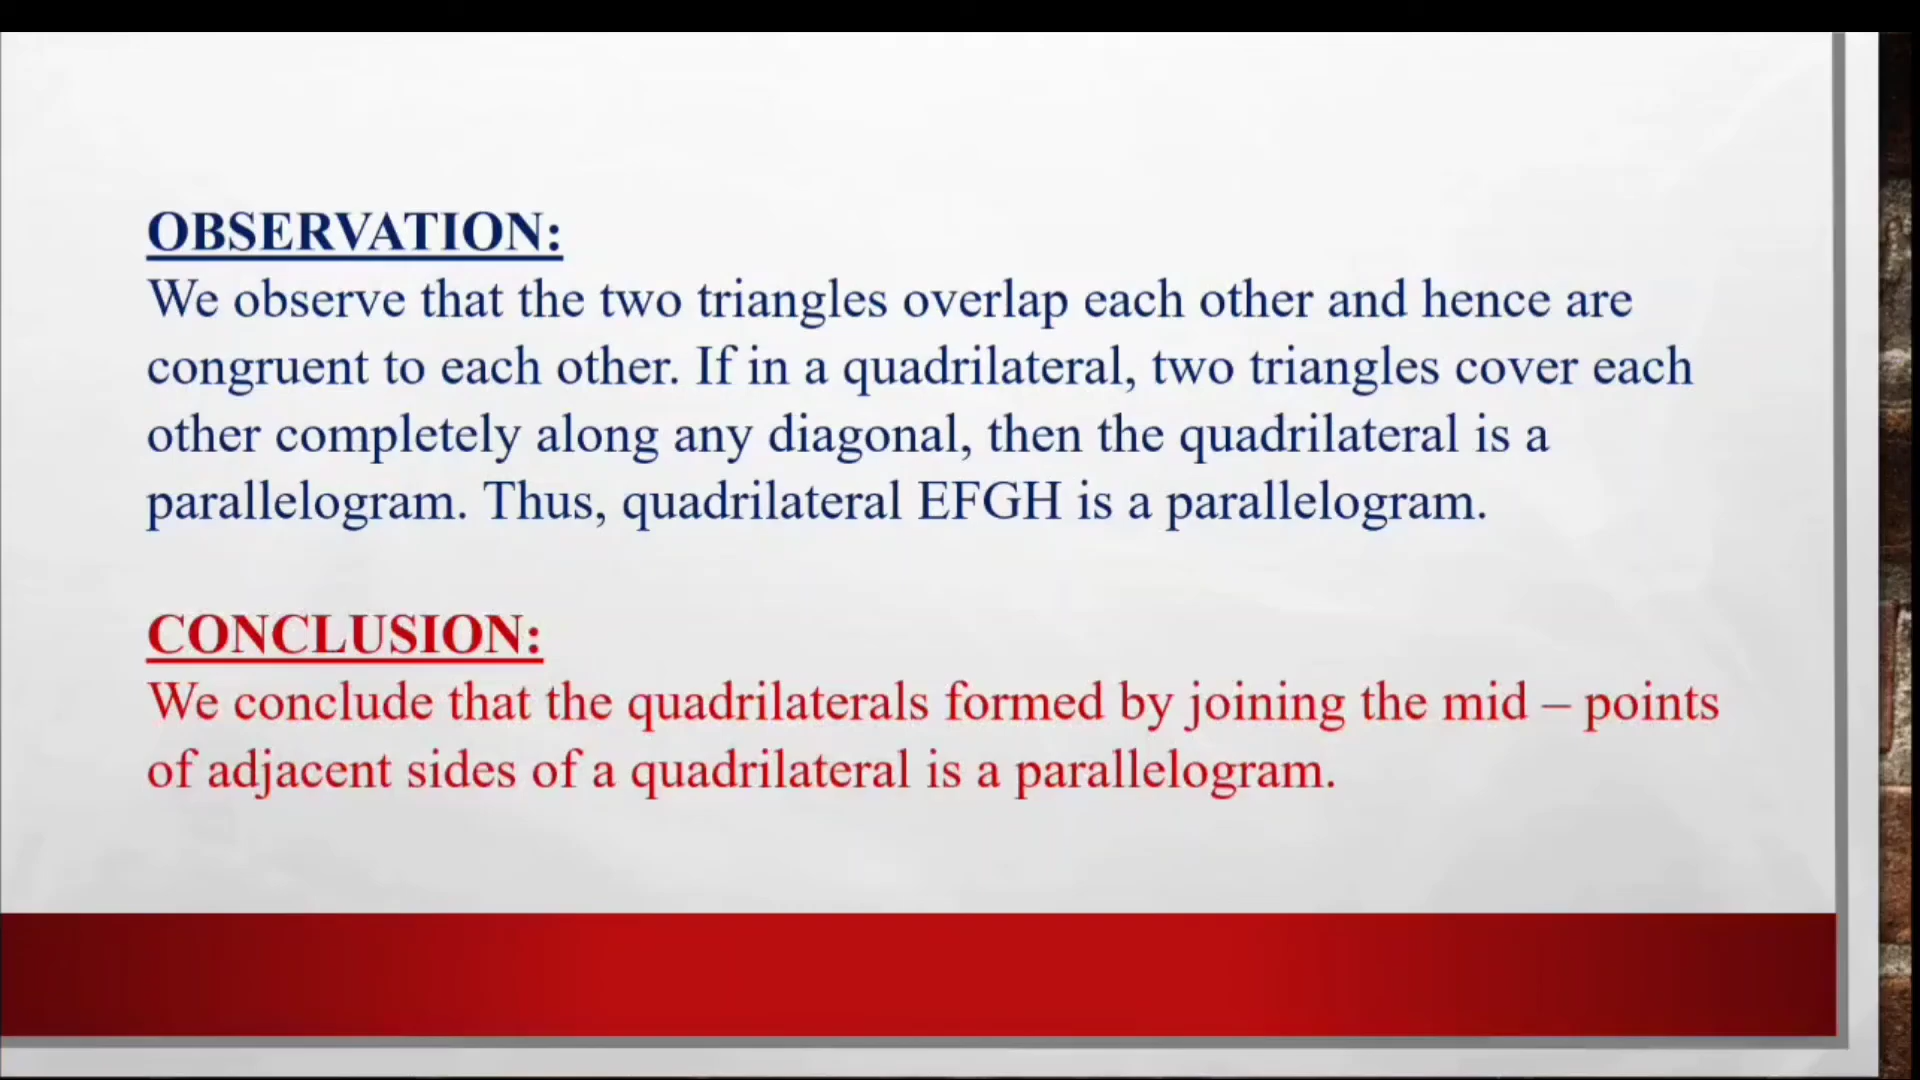 OBSERVATION:
We observe that the two triangles overlap each other and hence are
congruent to each other. If in a quadrilateral, two triangles cover each
other completely along any diagonal, then the quadrilateral is a
parallelogram. Thus, quadrilateral EFGH is a parallelogram.
CONCLUSION:
We conclude that the quadrilaterals formed by joining the mid – points
of adjacent sides of a quadrilateral is a parallelogram.